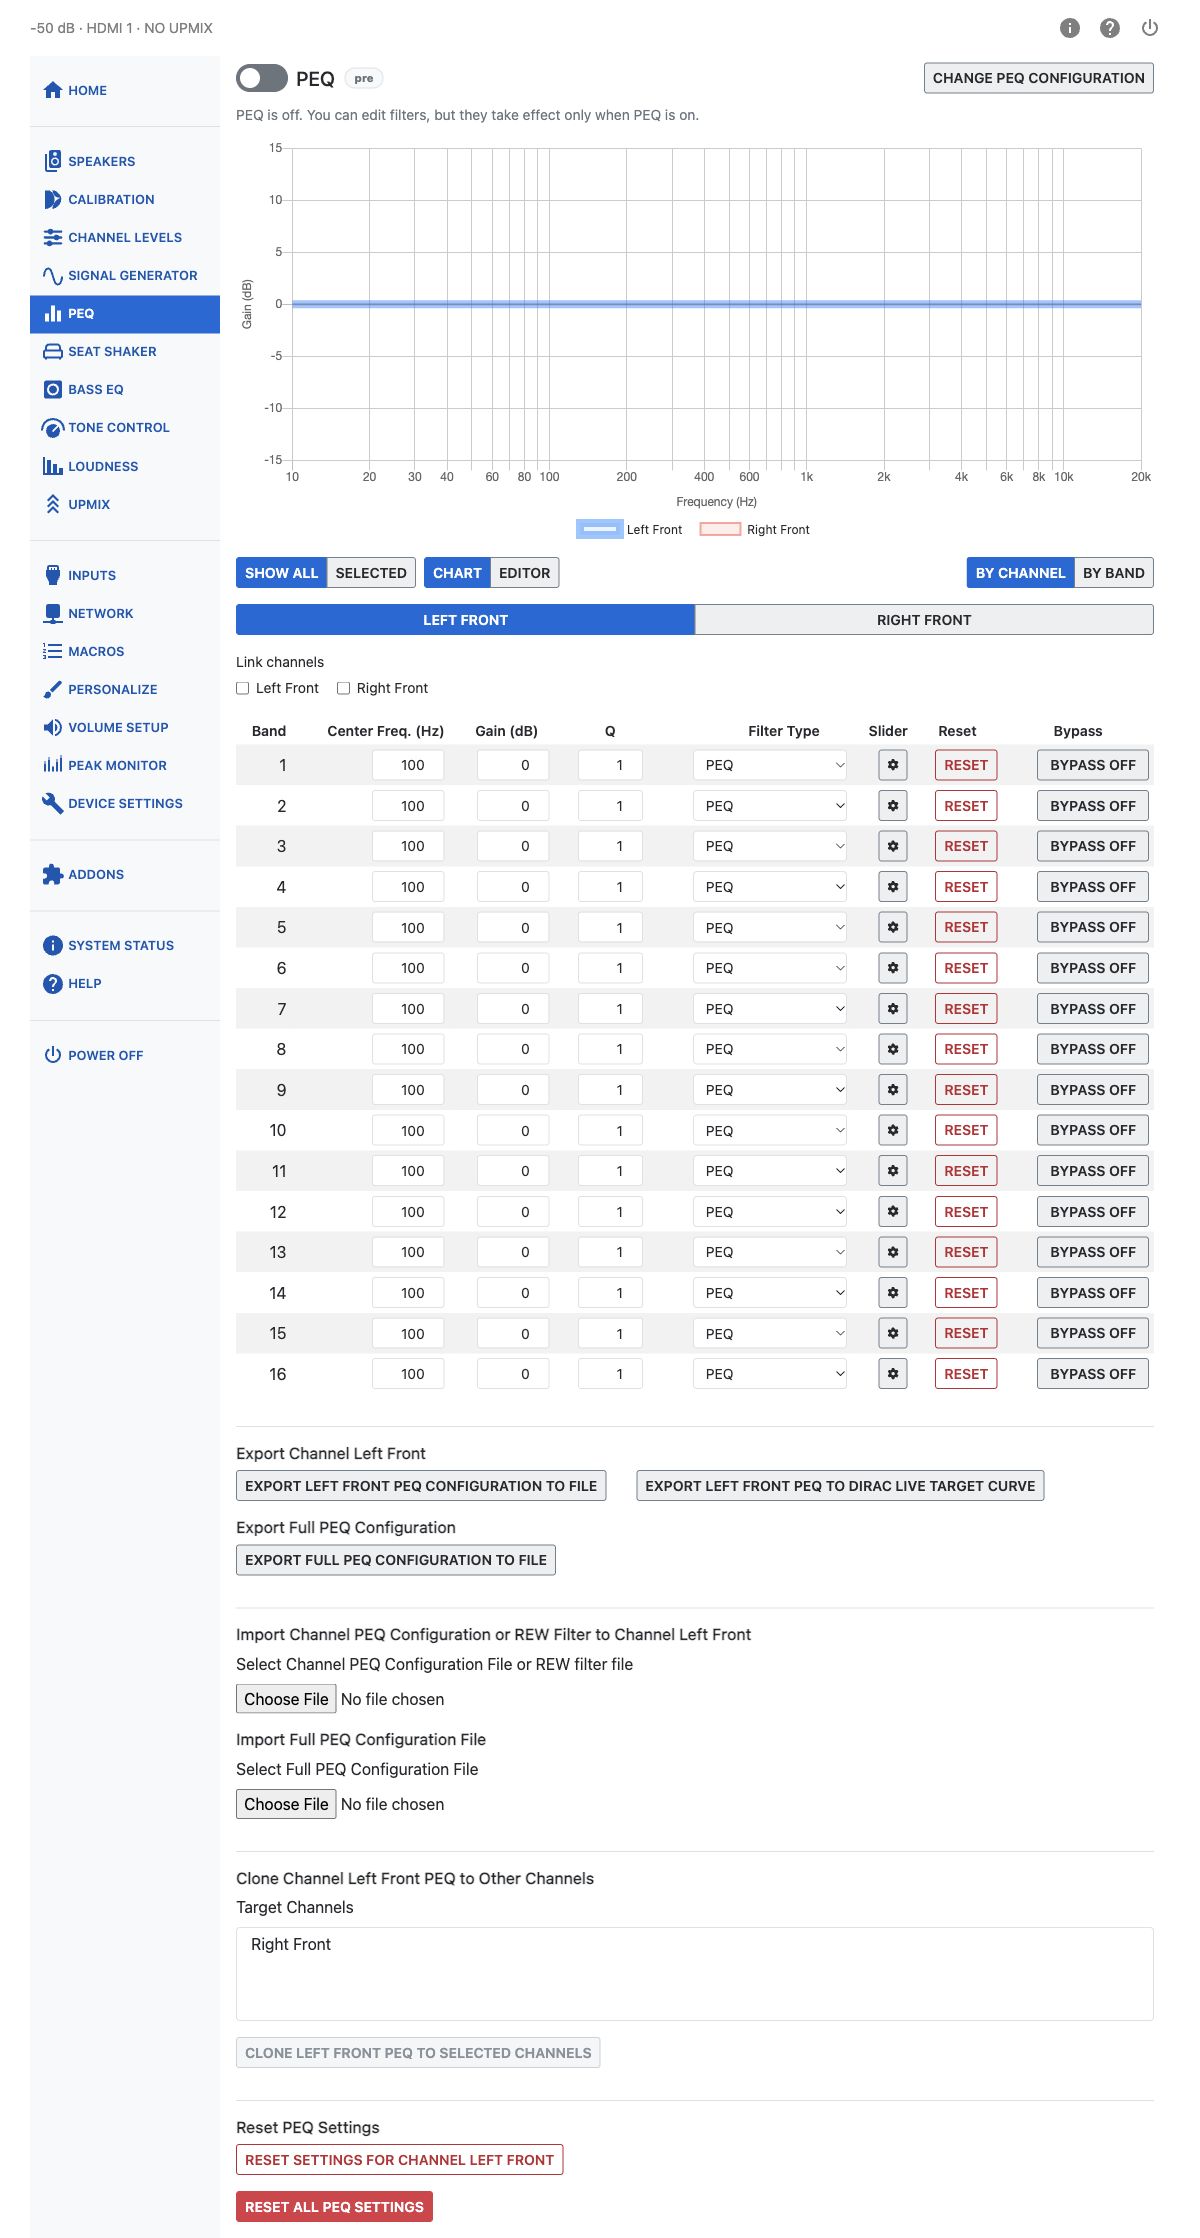 -50 dB · HDMI 1 · NO UPMIX
HOME
SPEAKERS
CALIBRATION
CHANNEL LEVELS
SIGNAL GENERATOR
PEQ
SEAT SHAKER
BASS EQ
TONE CONTROL
LOUDNESS
UPMIX
INPUTS
NETWORK
MACROS
PERSONALIZE
VOLUME SETUP
PEAK MONITOR
DEVICE SETTINGS
ADDONS
SYSTEM STATUS
HELP
POWER OFF
PEQ pre CHANGE PEQ CONFIGURATION
PEQ is off. You can edit filters, but they take effect only when PEQ is on.
15
10
5
0
-5
-10
-15
Gain (dB)
10 20 30 40 60 80 100 200 400 600 1k 2k 4k 6k 8k 10k 20k
Frequency (Hz)
Left Front Right Front
SHOW ALL SELECTED CHART EDITOR BY CHANNEL BY BAND
LEFT FRONT RIGHT FRONT
Link channels
Left Front Right Front
Band Center Freq. (Hz) Gain (dB) Q Filter Type Slider Reset Bypass
1 100 0 1 PEQ RESET BYPASS OFF
2 100 0 1 PEQ RESET BYPASS OFF
3 100 0 1 PEQ RESET BYPASS OFF
4 100 0 1 PEQ RESET BYPASS OFF
5 100 0 1 PEQ RESET BYPASS OFF
6 100 0 1 PEQ RESET BYPASS OFF
7 100 0 1 PEQ RESET BYPASS OFF
8 100 0 1 PEQ RESET BYPASS OFF
9 100 0 1 PEQ RESET BYPASS OFF
10 100 0 1 PEQ RESET BYPASS OFF
11 100 0 1 PEQ RESET BYPASS OFF
12 100 0 1 PEQ RESET BYPASS OFF
13 100 0 1 PEQ RESET BYPASS OFF
14 100 0 1 PEQ RESET BYPASS OFF
15 100 0 1 PEQ RESET BYPASS OFF
16 100 0 1 PEQ RESET BYPASS OFF
Export Channel Left Front
EXPORT LEFT FRONT PEQ CONFIGURATION TO FILE EXPORT LEFT FRONT PEQ TO DIRAC LIVE TARGET CURVE
Export Full PEQ Configuration
EXPORT FULL PEQ CONFIGURATION TO FILE
Import Channel PEQ Configuration or REW Filter to Channel Left Front
Select Channel PEQ Configuration File or REW filter file
Choose File No file chosen
Import Full PEQ Configuration File
Select Full PEQ Configuration File
Choose File No file chosen
Clone Channel Left Front PEQ to Other Channels
Target Channels
Right Front
CLONE LEFT FRONT PEQ TO SELECTED CHANNELS
Reset PEQ Settings
RESET SETTINGS FOR CHANNEL LEFT FRONT
RESET ALL PEQ SETTINGS